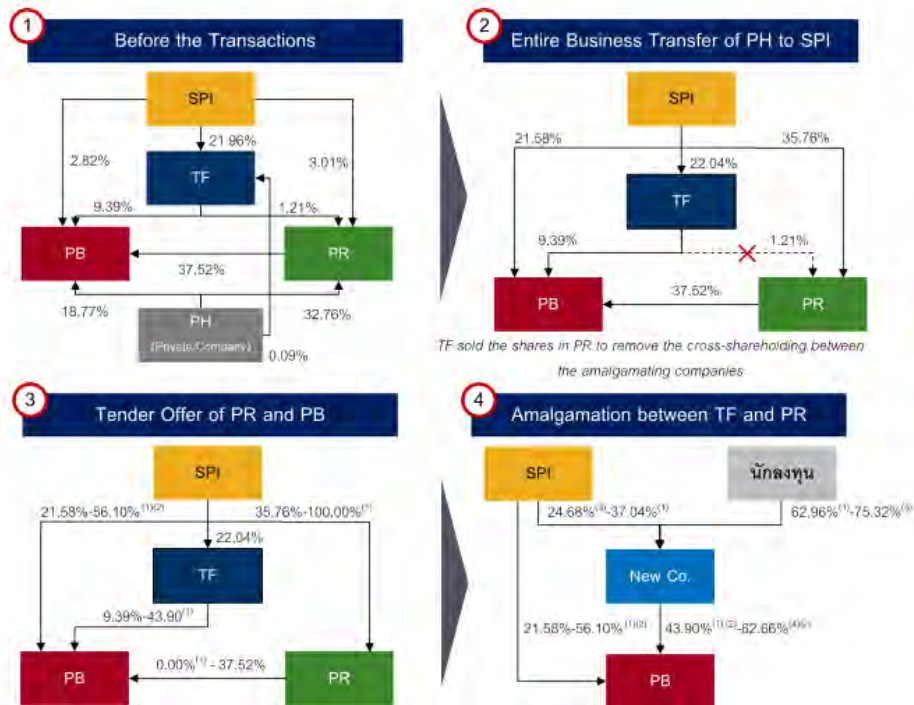 1
Before the Transactions
SPI
21.96%
2.82%
3.01%
TF
9.39%
1.21%
PB
PR
37.52%
18.77%
32.76%
PH
(Private Company)
0.09%
2
Entire Business Transfer of PH to SPI
SPI
21.58%
35.76%
22.04%
TF
9.39%
1.21%
37.52%
PB
PR
TF sold the shares in PR to remove the cross-shareholding between
the amalgamating companies
3
Tender Offer of PR and PB
SPI
21.58%-56.10%(1)(2)
35.76%-100.00%
22.04%
TF
9.39%-43.90(1)
0.00%(1) - 37.52%
PB
PR
4
Amalgamation between TF and PR
SPI
นักลงทุน
24.68%(3)-37.04%(1)
62.96%(1)-75.32%(3)
New Co.
21.58%-56.10%(1)(2)
43.90%(1)(2)-62.66%
PB